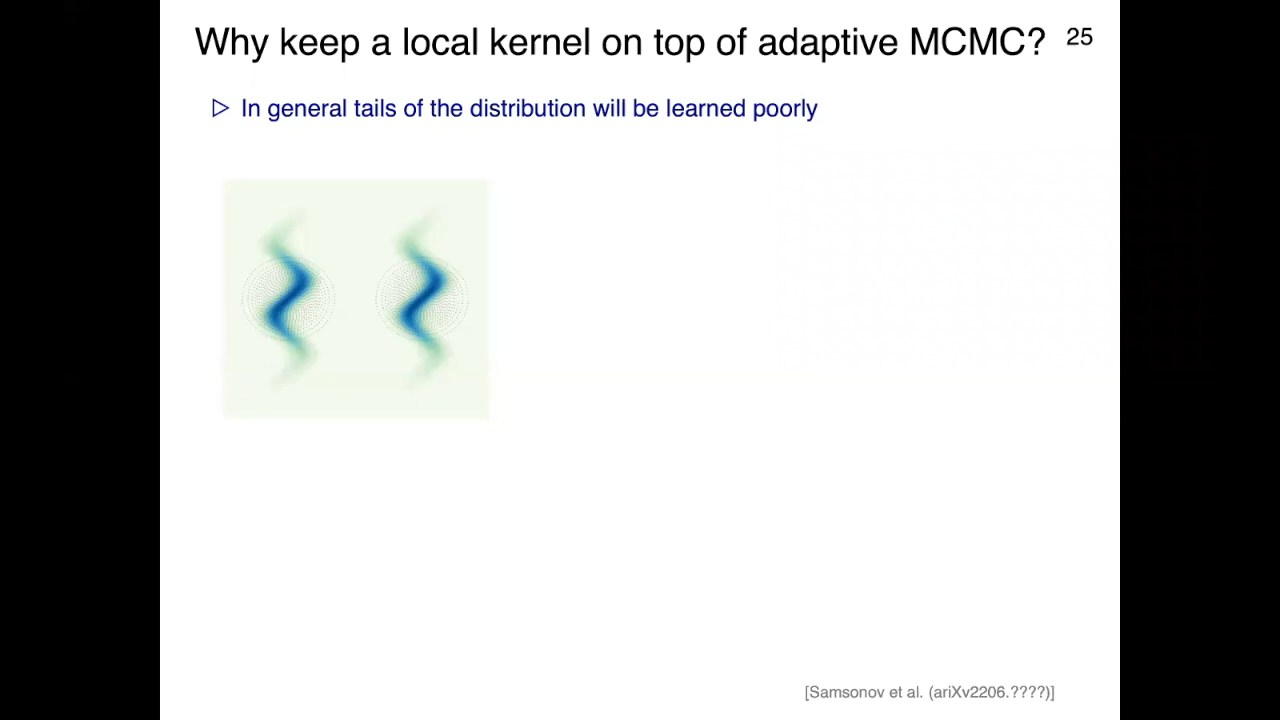 Why keep a local kernel on top of adaptive MCMC? 25
▷ In general tails of the distribution will be learned poorly
[Samsonov et al. (ariXv2206.????)]